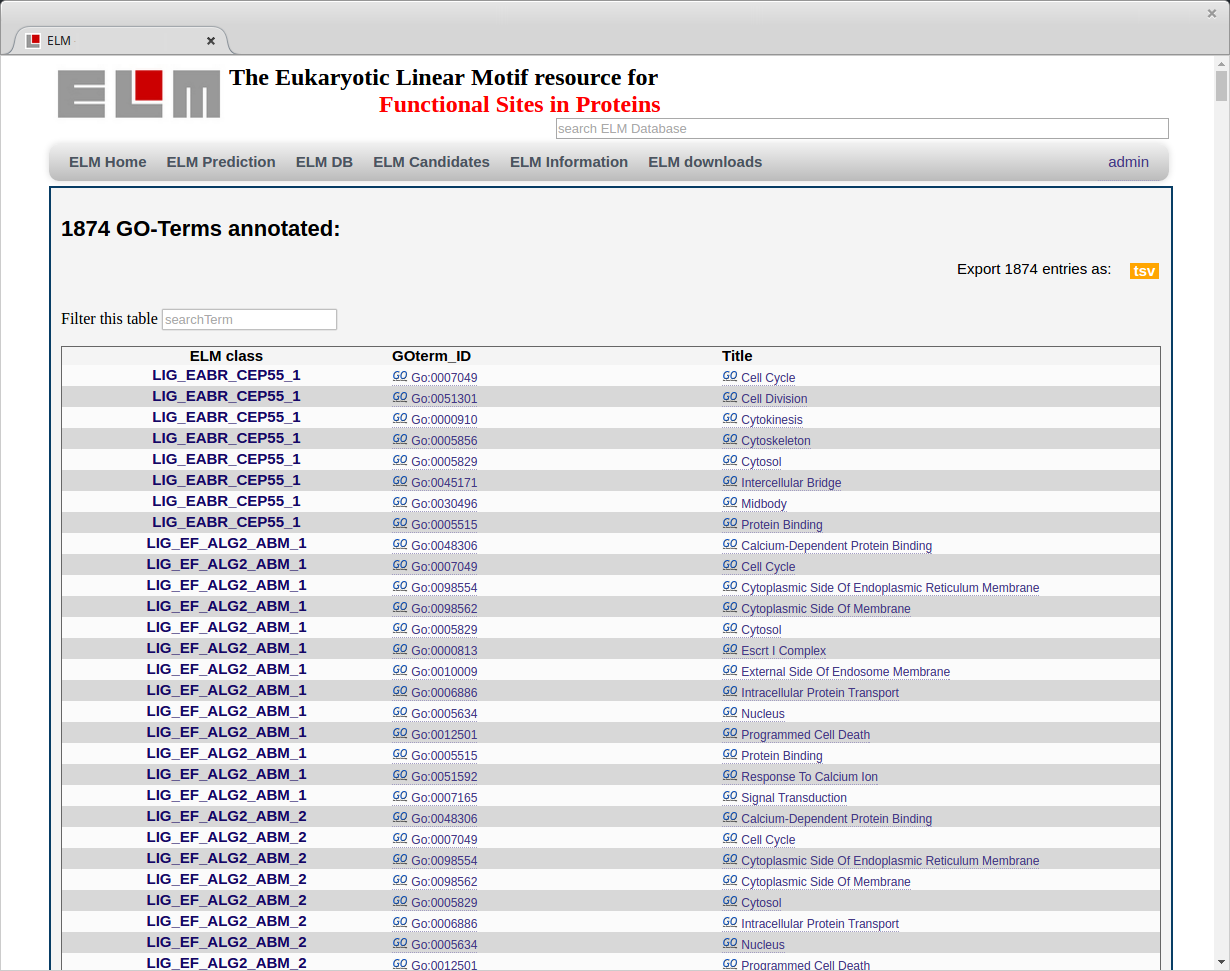 ELM
ELM The Eukaryotic Linear Motif resource for
Functional Sites in Proteins
search ELM Database
ELM Home ELM Prediction ELM DB ELM Candidates ELM Information ELM downloads admin
1874 GO-Terms annotated:
Export 1874 entries as: tsv
Filter this table searchTerm
ELM class GOterm_ID Title
LIG_EABR_CEP55_1 GO Go:0007049 GO Cell Cycle
LIG_EABR_CEP55_1 GO Go:0051301 GO Cell Division
LIG_EABR_CEP55_1 GO Go:0000910 GO Cytokinesis
LIG_EABR_CEP55_1 GO Go:0005856 GO Cytoskeleton
LIG_EABR_CEP55_1 GO Go:0005829 GO Cytosol
LIG_EABR_CEP55_1 GO Go:0045171 GO Intercellular Bridge
LIG_EABR_CEP55_1 GO Go:0030496 GO Midbody
LIG_EABR_CEP55_1 GO Go:0005515 GO Protein Binding
LIG_EF_ALG2_ABM_1 GO Go:0048306 GO Calcium-Dependent Protein Binding
LIG_EF_ALG2_ABM_1 GO Go:0007049 GO Cell Cycle
LIG_EF_ALG2_ABM_1 GO Go:0098554 GO Cytoplasmic Side Of Endoplasmic Reticulum Membrane
LIG_EF_ALG2_ABM_1 GO Go:0098562 GO Cytoplasmic Side Of Membrane
LIG_EF_ALG2_ABM_1 GO Go:0005829 GO Cytosol
LIG_EF_ALG2_ABM_1 GO Go:0000813 GO Escrt I Complex
LIG_EF_ALG2_ABM_1 GO Go:0010009 GO External Side Of Endosome Membrane
LIG_EF_ALG2_ABM_1 GO Go:0006886 GO Intracellular Protein Transport
LIG_EF_ALG2_ABM_1 GO Go:0005634 GO Nucleus
LIG_EF_ALG2_ABM_1 GO Go:0012501 GO Programmed Cell Death
LIG_EF_ALG2_ABM_1 GO Go:0005515 GO Protein Binding
LIG_EF_ALG2_ABM_1 GO Go:0051592 GO Response To Calcium Ion
LIG_EF_ALG2_ABM_1 GO Go:0007165 GO Signal Transduction
LIG_EF_ALG2_ABM_2 GO Go:0048306 GO Calcium-Dependent Protein Binding
LIG_EF_ALG2_ABM_2 GO Go:0007049 GO Cell Cycle
LIG_EF_ALG2_ABM_2 GO Go:0098554 GO Cytoplasmic Side Of Endoplasmic Reticulum Membrane
LIG_EF_ALG2_ABM_2 GO Go:0098562 GO Cytoplasmic Side Of Membrane
LIG_EF_ALG2_ABM_2 GO Go:0005829 GO Cytosol
LIG_EF_ALG2_ABM_2 GO Go:0006886 GO Intracellular Protein Transport
LIG_EF_ALG2_ABM_2 GO Go:0005634 GO Nucleus
LIG_EF_ALG2_ABM_2 GO Go:0012501 GO Programmed Cell Death